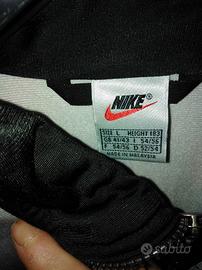 NIKE
SIZE L HEIGHT 183
GB 41/43 I 54/56
F 54/56 D 52/54
MADE IN MALAYSIA
subito